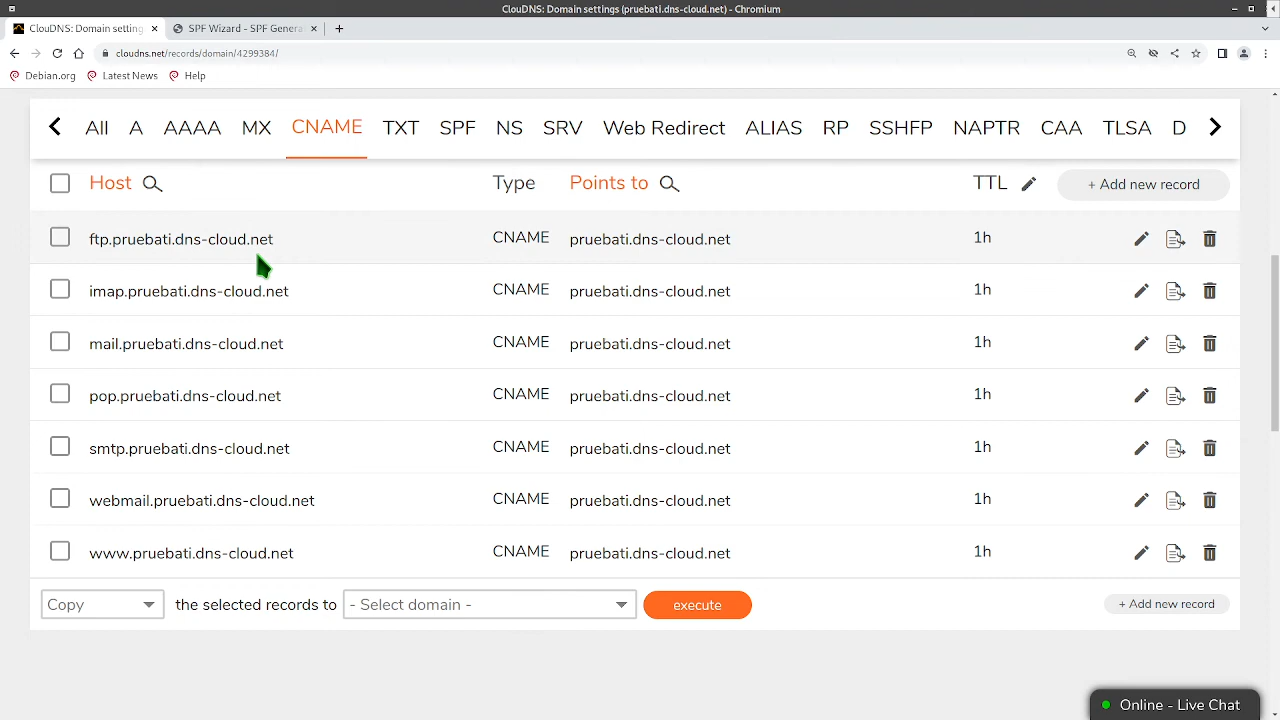 ClouDNS: Domain settings (pruebati.dns-cloud.net) - Chromium
ClouDNS: Domain setting
SPF Wizard - SPF Genera
cloudns.net/records/domain/4299384/
Debian.org Latest News Help
All A AAAA MX CNAME TXT SPF NS SRV Web Redirect ALIAS RP SSHFP NAPTR CAA TLSA D
Host Type Points to TTL + Add new record
ftp.pruebati.dns-cloud.net CNAME pruebati.dns-cloud.net 1h
imap.pruebati.dns-cloud.net CNAME pruebati.dns-cloud.net 1h
mail.pruebati.dns-cloud.net CNAME pruebati.dns-cloud.net 1h
pop.pruebati.dns-cloud.net CNAME pruebati.dns-cloud.net 1h
smtp.pruebati.dns-cloud.net CNAME pruebati.dns-cloud.net 1h
webmail.pruebati.dns-cloud.net CNAME pruebati.dns-cloud.net 1h
www.pruebati.dns-cloud.net CNAME pruebati.dns-cloud.net 1h
Copy the selected records to - Select domain - execute + Add new record
Online - Live Chat